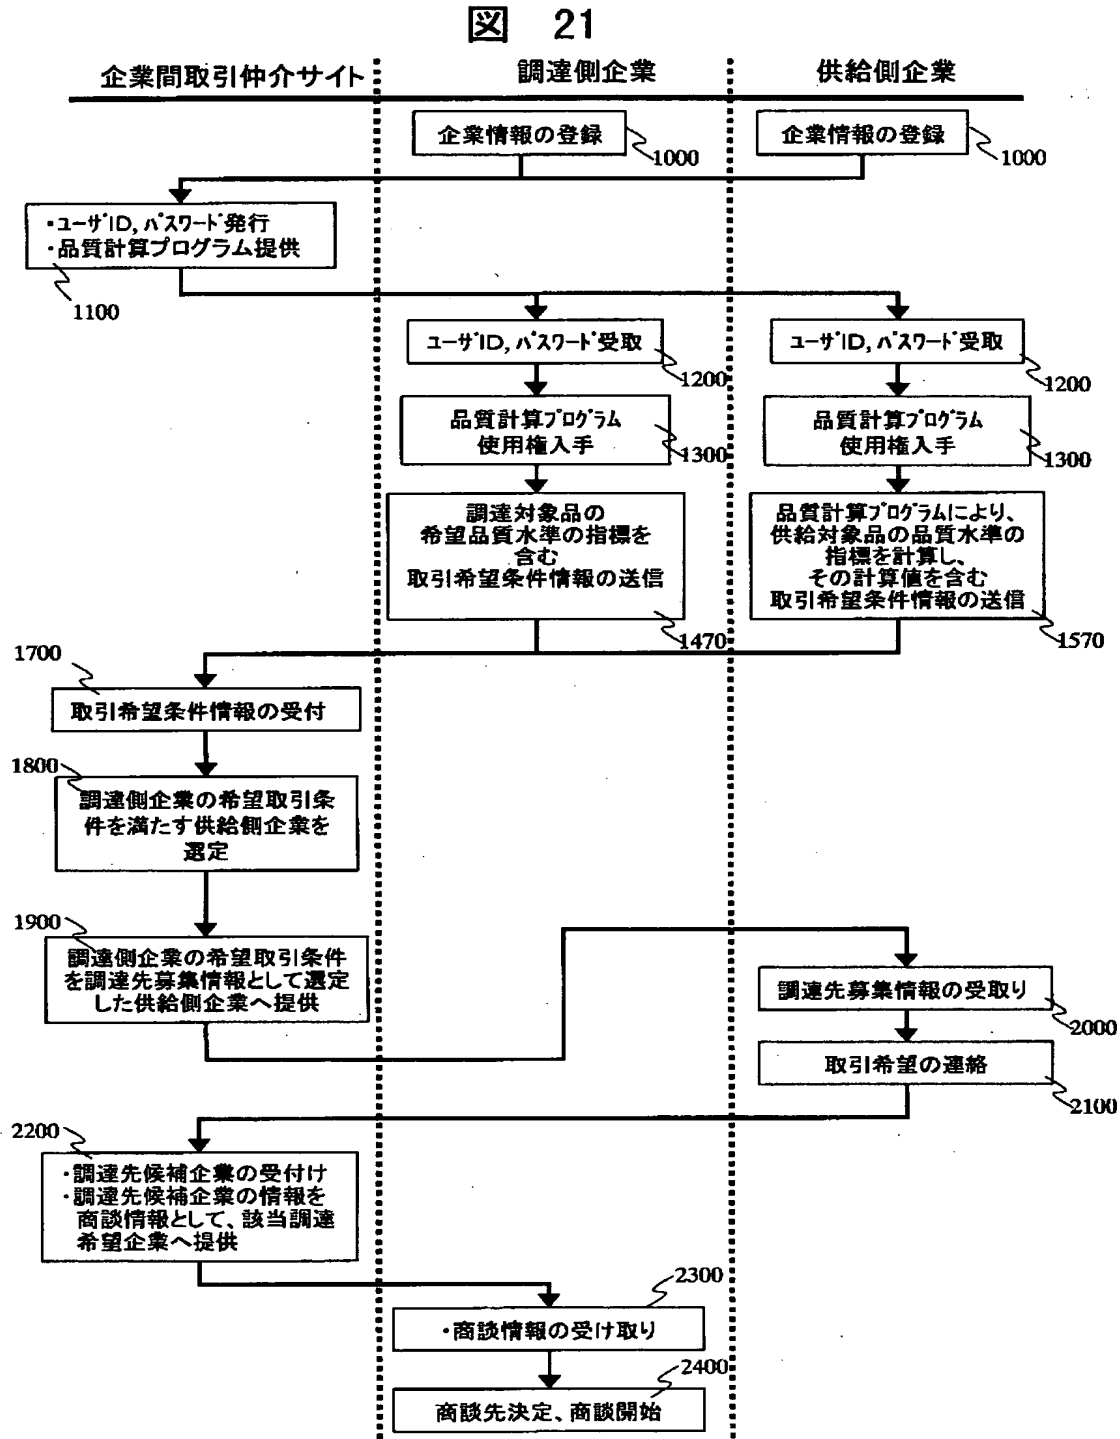 図 21
企業間取引仲介サイト
調達側企業
供給側企業
企業情報の登録
1000
企業情報の登録
1000
・ユーザID, パスワード発行
・品質計算プログラム提供
1100
ユーザID, パスワード受取
1200
ユーザID, パスワード受取
1200
品質計算プログラム
使用権入手
1300
品質計算プログラム
使用権入手
1300
調達対象品の
希望品質水準の指標を
含む
取引希望条件情報の送信
1470
品質計算プログラムにより、
供給対象品の品質水準の
指標を計算し、
その計算値を含む
取引希望条件情報の送信
1570
1700
取引希望条件情報の受付
1800
調達側企業の希望取引条
件を満たす供給側企業を
選定
1900
調達側企業の希望取引条件
を調達先募集情報として選定
した供給側企業へ提供
調達先募集情報の受取り
2000
取引希望の連絡
2100
2200
・調達先候補企業の受付け
・調達先候補企業の情報を
商談情報として、該当調達
希望企業へ提供
2300
・商談情報の受け取り
2400
商談先決定、商談開始